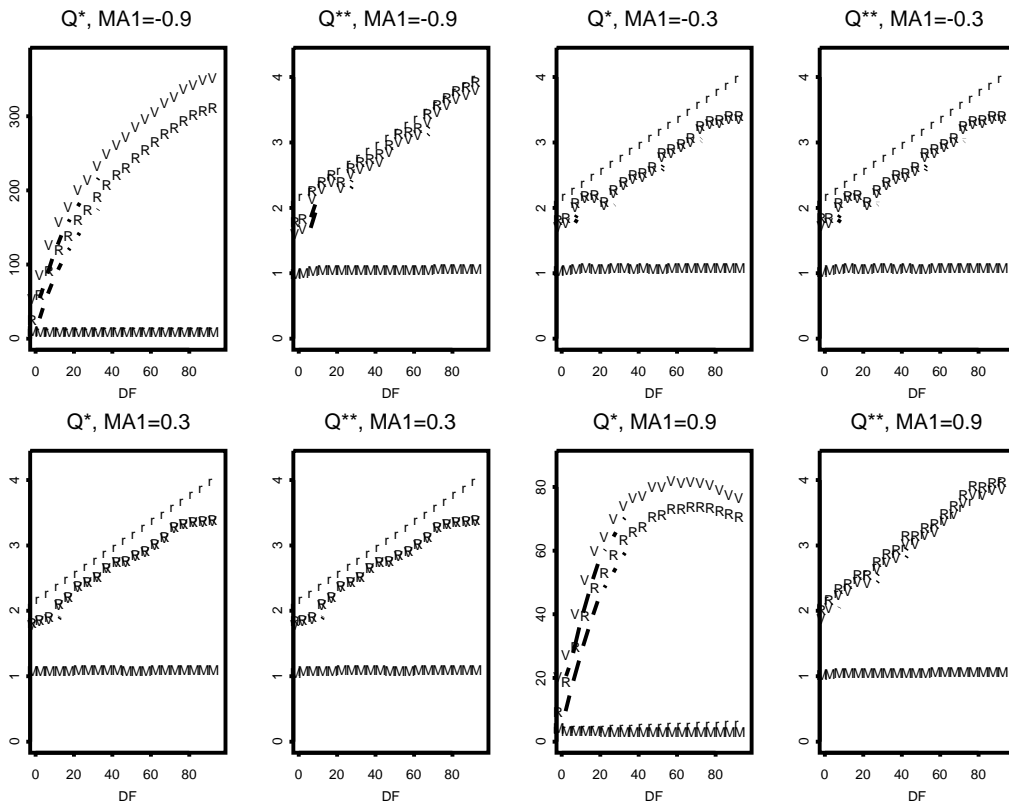 Q*, MA1=-0.9
Q**, MA1=-0.9
Q*, MA1=-0.3
Q**, MA1=-0.3
0 100 200 300
0 1 2 3 4
0 1 2 3 4
0 1 2 3 4
0 20 40 60 80
0 20 40 60 80
0 20 40 60 80
0 20 40 60 80
DF
DF
DF
DF
Q*, MA1=0.3
Q**, MA1=0.3
Q*, MA1=0.9
Q**, MA1=0.9
0 1 2 3 4
0 1 2 3 4
0 20 40 60 80
0 1 2 3 4
0 20 40 60 80
0 20 40 60 80
0 20 40 60 80
0 20 40 60 80
DF
DF
DF
DF